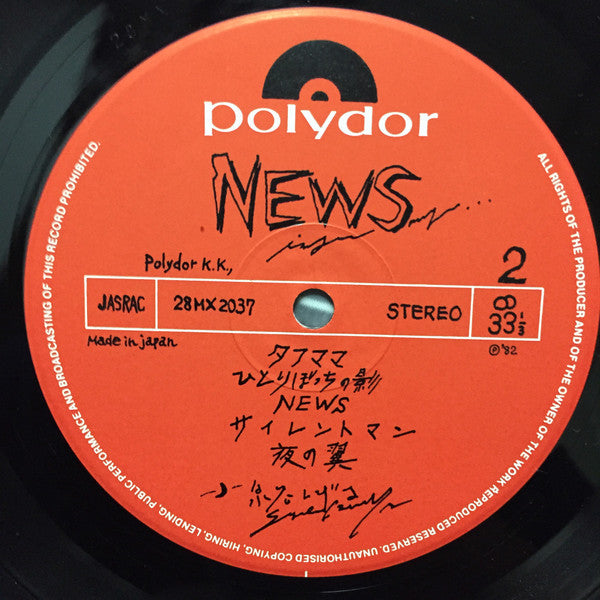 polydor
NEWS
Polydor K.K.,
2
JASRAC
28MX2037
STEREO
33⅓
Made in japan
Ⓟ'82
タフママ
ひとりぼっちの影
NEWS
サイレントマン
夜の翼
ALL RIGHTS OF THE PRODUCER AND OF THE OWNER OF THE WORK REPRODUCED RESERVED. UNAUTHORISED COPYING, HIRING, LENDING, PUBLIC PERFORMANCE AND BROADCASTING OF THIS RECORD PROHIBITED.